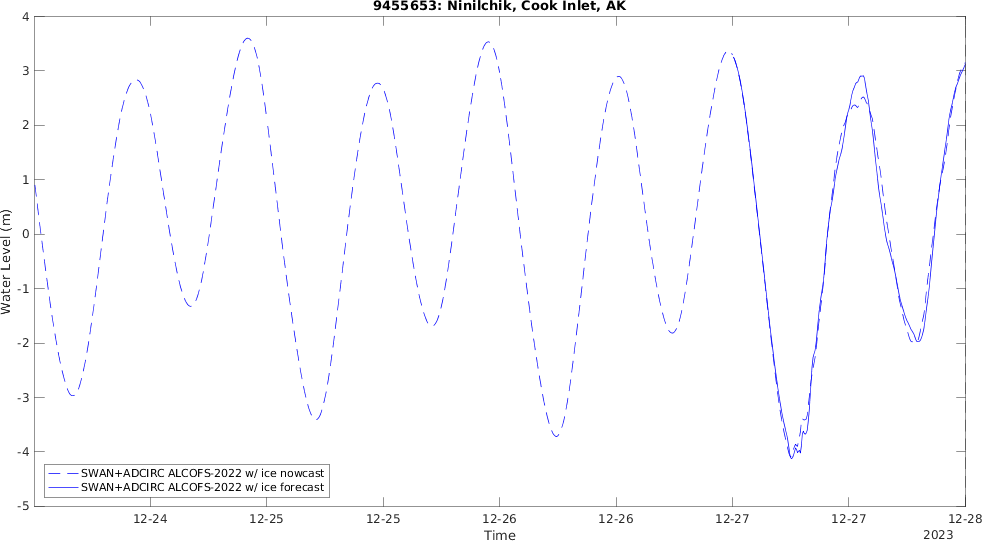 9455653: Ninilchik, Cook Inlet, AK
4
3
2
1
0
-1
-2
-3
-4
-5
Water Level (m)
SWAN+ADCIRC ALCOFS-2022 w/ ice nowcast
SWAN+ADCIRC ALCOFS-2022 w/ ice forecast
12-24 12-25 12-25 12-26 12-26 12-27 12-27 12-28
Time
2023